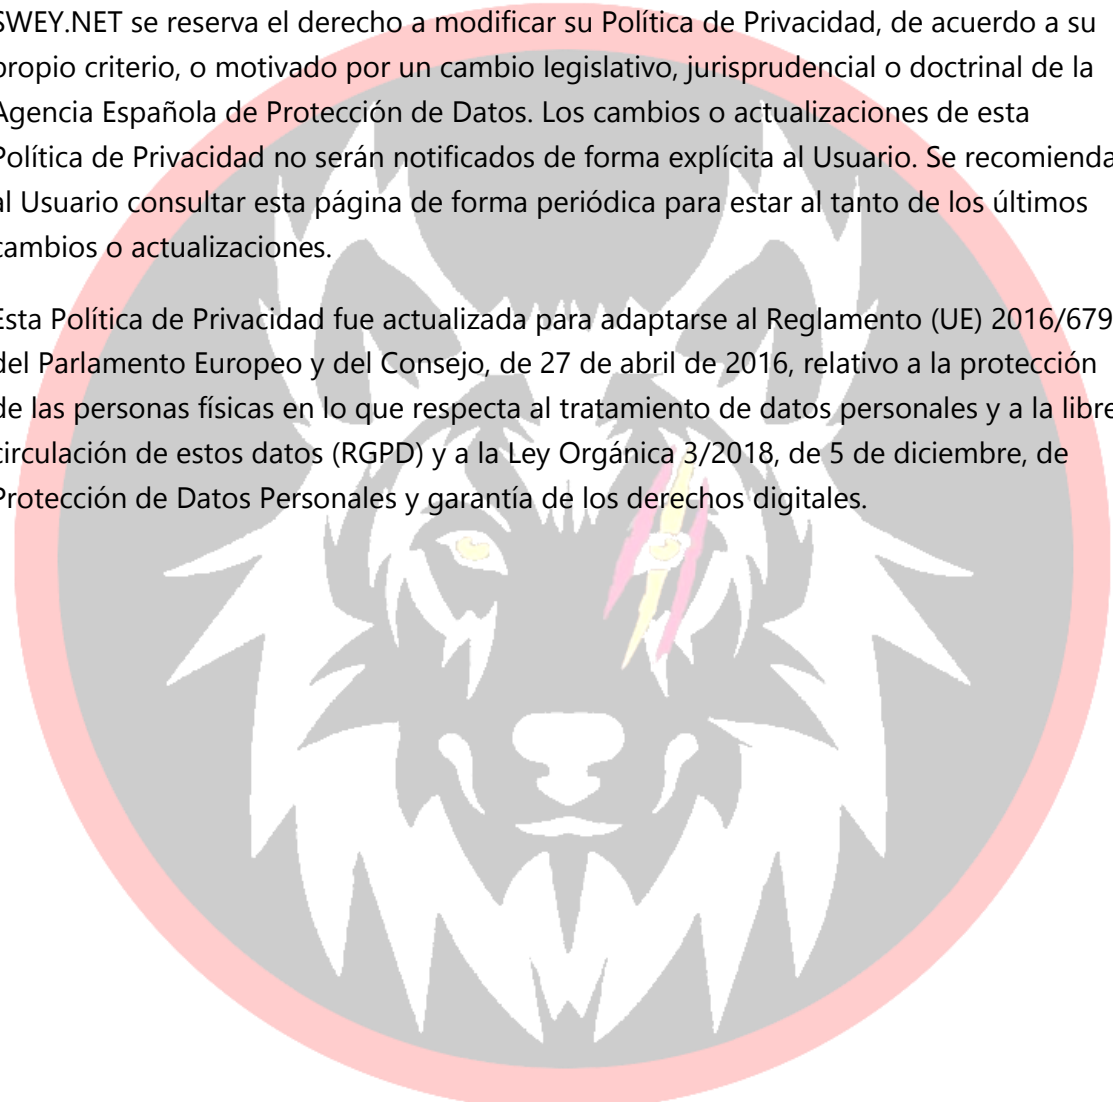 SWEY.NET se reserva el derecho a modificar su Política de Privacidad, de acuerdo a su
propio criterio, o motivado por un cambio legislativo, jurisprudencial o doctrinal de la
Agencia Española de Protección de Datos. Los cambios o actualizaciones de esta
Política de Privacidad no serán notificados de forma explícita al Usuario. Se recomienda
al Usuario consultar esta página de forma periódica para estar al tanto de los últimos
cambios o actualizaciones.
Esta Política de Privacidad fue actualizada para adaptarse al Reglamento (UE) 2016/679
del Parlamento Europeo y del Consejo, de 27 de abril de 2016, relativo a la protección
de las personas físicas en lo que respecta al tratamiento de datos personales y a la libre
circulación de estos datos (RGPD) y a la Ley Orgánica 3/2018, de 5 de diciembre, de
Protección de Datos Personales y garantía de los derechos digitales.